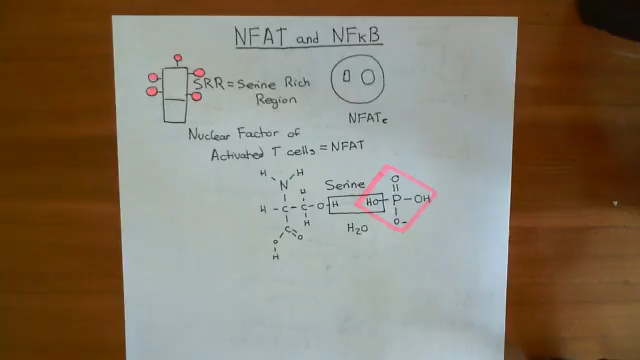 NFAT and NFκB
SRR = Serine Rich
Region
NFATc
Nuclear Factor of
Activated T cells = NFAT
Serine
H H
N
H - C - C - O - H HO - P - OH
H
H
O
O-
C
O
O
H
H2O